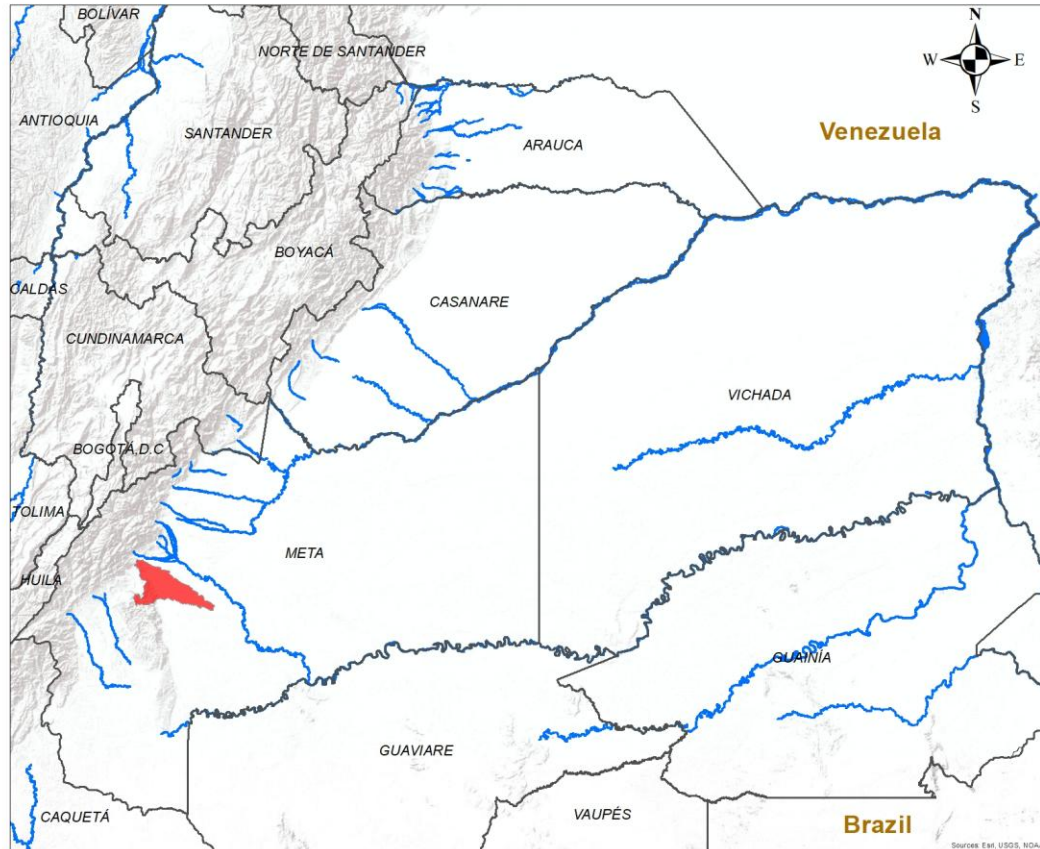 BOLÍVAR
N
NORTE DE SANTANDER
W
E
S
ANTIOQUIA
SANTANDER
ARAUCA
Venezuela
BOYACÁ
CALDAS
CASANARE
CUNDINAMARCA
VICHADA
BOGOTÁ,D.C
TOLIMA
META
HUILA
GUAINÍA
GUAVIARE
CAQUETÁ
VAUPÉS
Brazil
Sources: Esri, USGS, NOAA